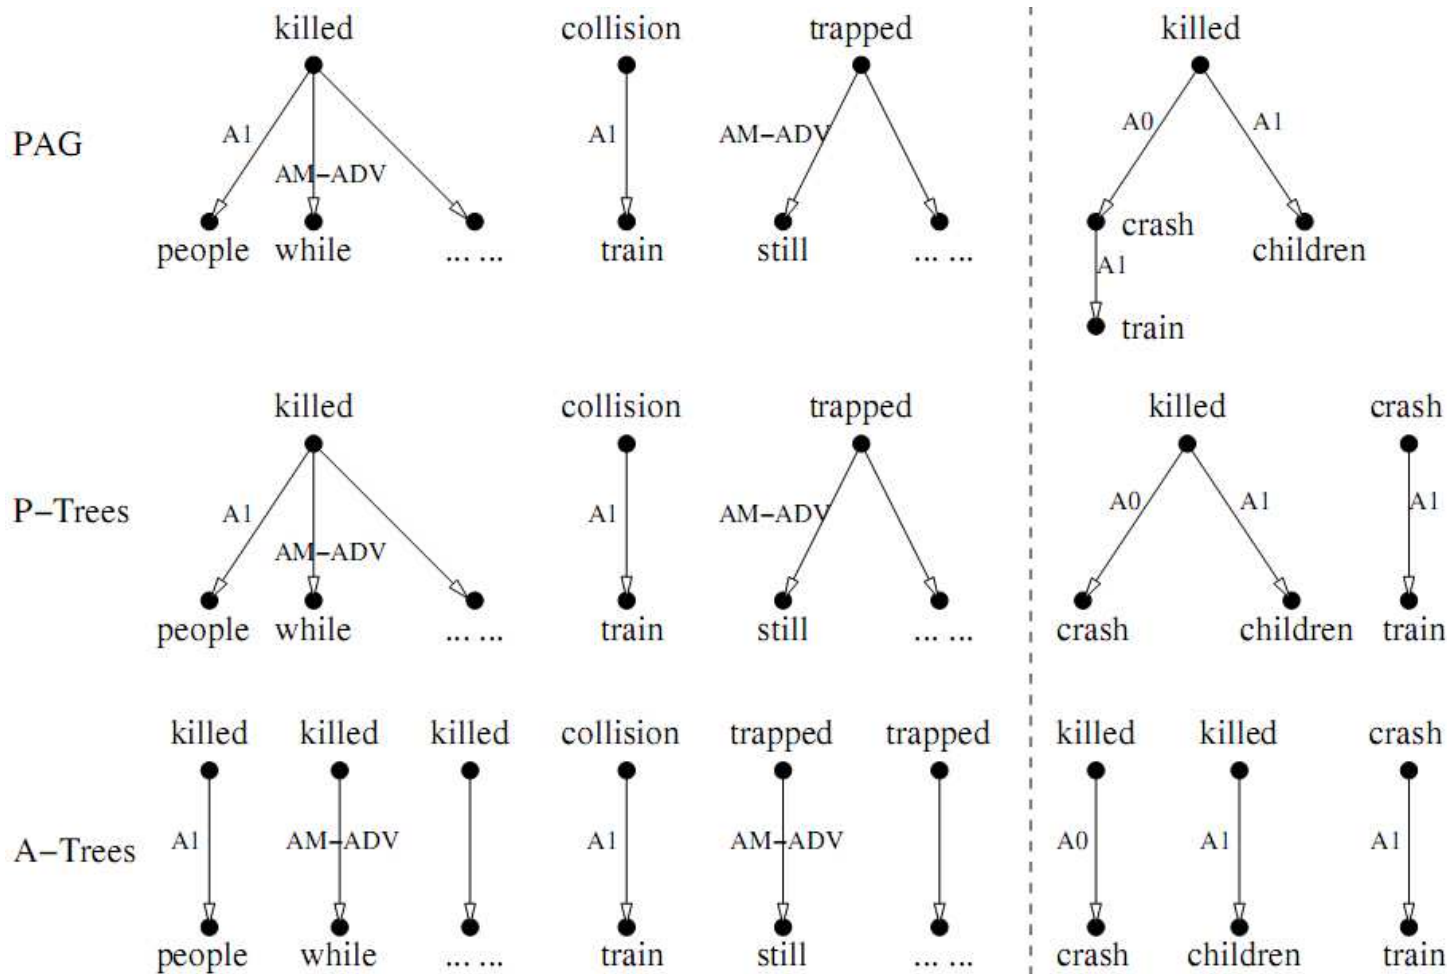 killed collision trapped killed
PAG
A1 AM-ADV A1 AM-ADV A0 A1
people while ... ... train still ... ... crash children
A1
train
killed collision trapped killed crash
P-Trees
A1 AM-ADV A1 AM-ADV A0 A1 A1
people while ... ... train still ... ... crash children train
killed killed killed collision trapped trapped killed killed crash
A-Trees
A1 AM-ADV A1 AM-ADV A0 A1 A1
people while ... ... train still ... ... crash children train